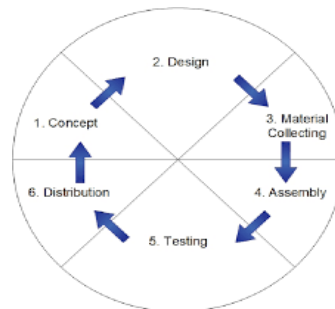 1. Concept
2. Design
3. Material
Collecting
4. Assembly
5. Testing
6. Distribution